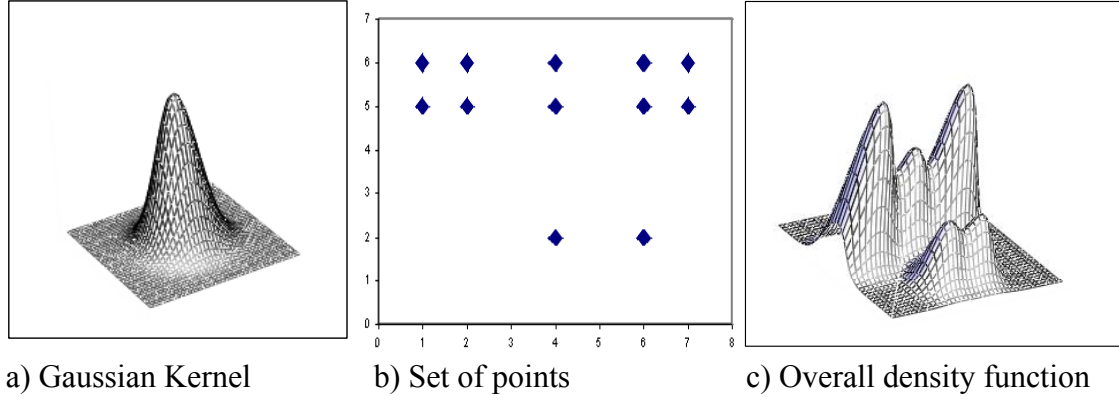 7
6
5
4
3
2
1
0
0 1 2 3 4 5 6 7 8
a) Gaussian Kernel
b) Set of points
c) Overall density function